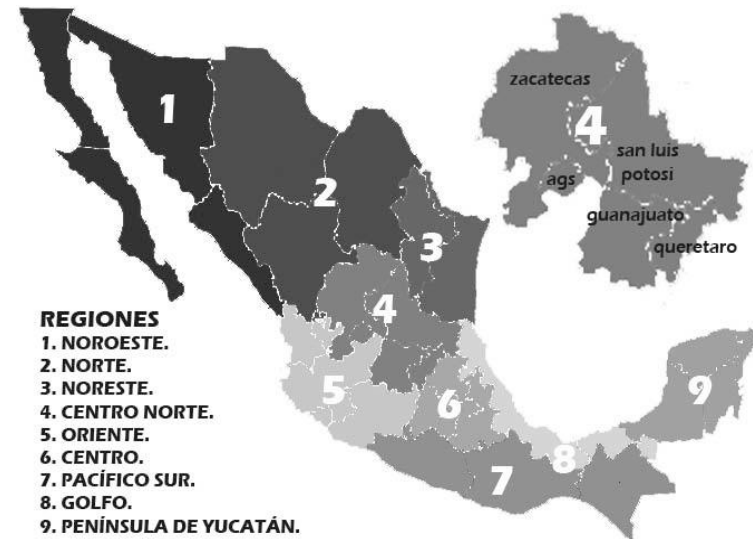 zacatecas
4
san luis
potosi
ags
guanajuato
queretaro
1
2
3
4
5
6
7
8
9
REGIONES
1. NOROESTE.
2. NORTE.
3. NORESTE.
4. CENTRO NORTE.
5. ORIENTE.
6. CENTRO.
7. PACÍFICO SUR.
8. GOLFO.
9. PENÍNSULA DE YUCATÁN.